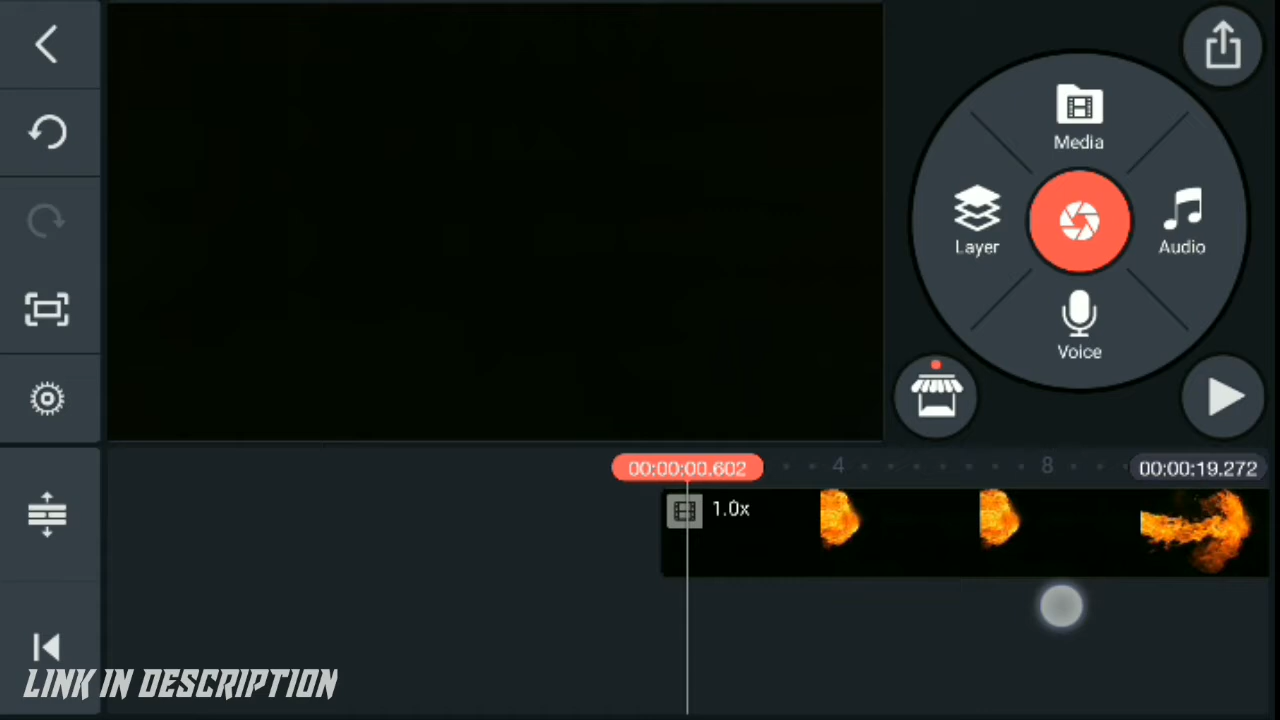 Media
Layer
Audio
Voice
00:00:00.602
4
8
00:00:19.272
1.0x
LINK IN DESCRIPTION